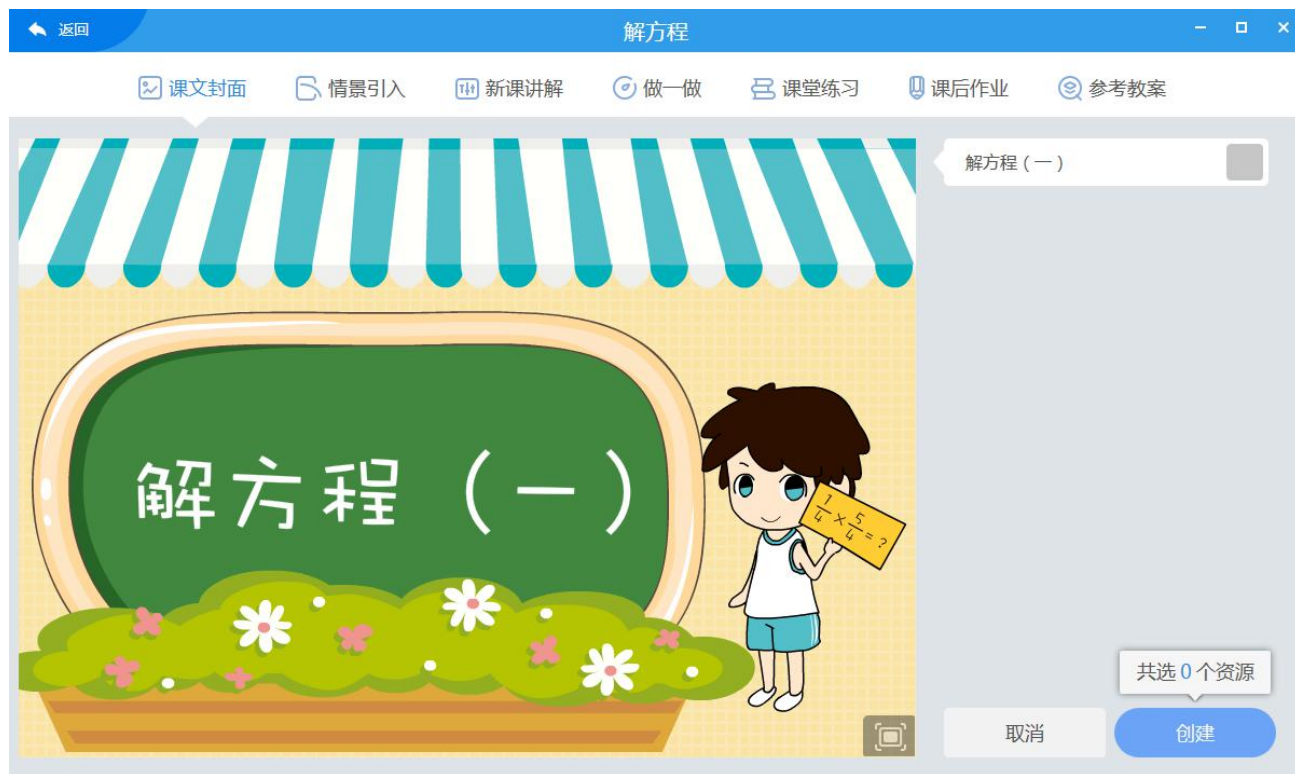 返回
解方程
课文封面 情景引入 新课讲解 做一做 课堂练习 课后作业 参考教案
解方程（一）
解方程（一）
1/4 × 5/4 = ?
共选 0 个资源
取消 创建